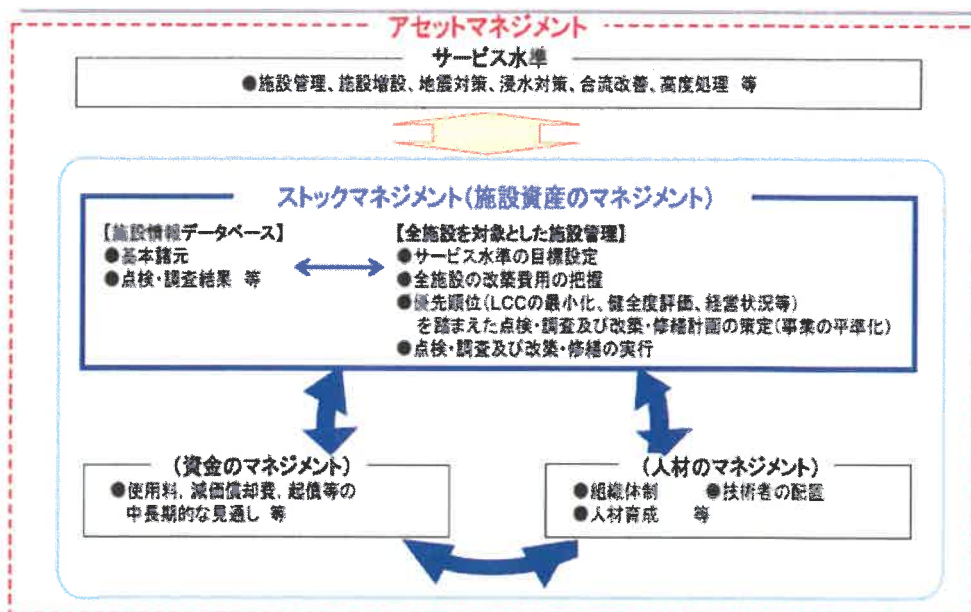 アセットマネジメント
サービス水準
●施設管理、施設増設、地震対策、浸水対策、合流改善、高度処理 等
ストックマネジメント(施設資産のマネジメント)
【施設情報データベース】
●基本諸元
●点検・調査結果 等
【全施設を対象とした施設管理】
●サービス水準の目標設定
●全施設の改築費用の把握
●優先順位(LCCの最小化、健全度評価、経営状況等)
を踏まえた点検・調査及び改築・修繕計画の策定(事業の平準化)
●点検・調査及び改築・修繕の実行
(資金のマネジメント)
●使用料、減価償却費、起債等の
中長期的な見通し 等
(人材のマネジメント)
●組織体制 ●技術者の配置
●人材育成 等